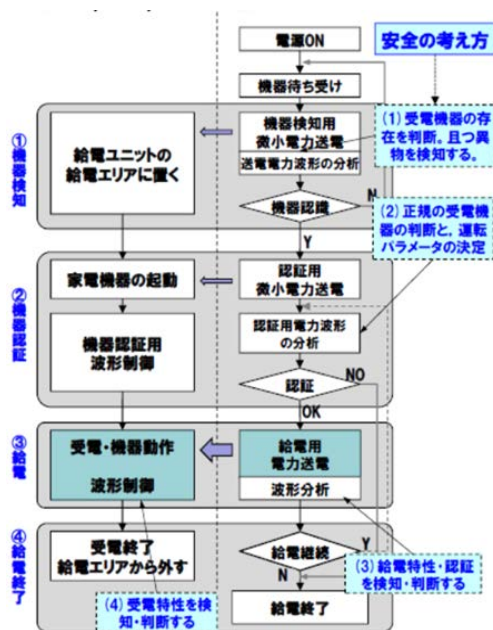 電源ON
安全の考え方
機器待ち受け
①機器検知
給電ユニットの
給電エリアに置く
機器検知用
微小電力送電
送電電力波形の分析
(1) 受電機器の存
在を判断。且つ異
物を検知する。
機器認識
N
Y
(2) 正規の受電機
器の判断と、運転
パラメータの決定
②機器認証
家電機器の起動
認証用
微小電力送電
機器認証用
波形制御
認証用電力波形
の分析
認証
NO
OK
③給電
受電・機器動作
波形制御
給電用
電力送電
波形分析
④給電終了
受電終了
給電エリアから外す
給電継続
Y
N
(3) 給電特性・認証
を検知・判断する
(4) 受電特性を検
知・判断する
給電終了